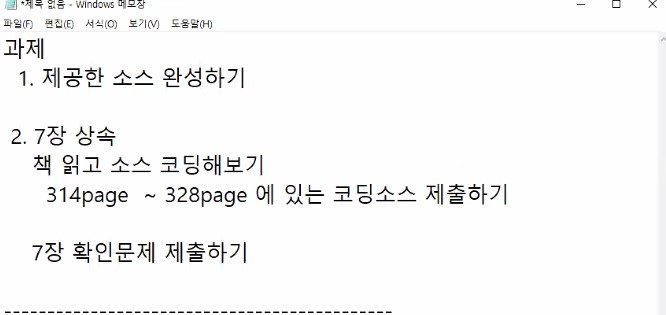 *제목 없음 - Windows 메모장
파일(F) 편집(E) 서식(O) 보기(V) 도움말(H)
과제
1. 제공한 소스 완성하기
2. 7장 상속
책 읽고 소스 코딩해보기
314page ~ 328page 에 있는 코딩소스 제출하기
7장 확인문제 제출하기
----------------------------------------------